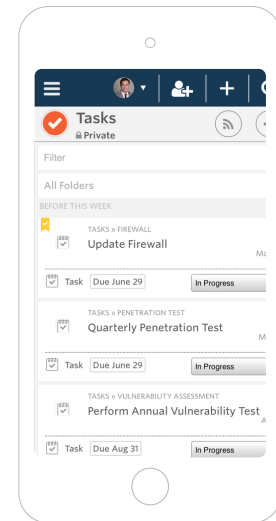 Tasks
Private
Filter
All Folders
BEFORE THIS WEEK
TASKS » FIREWALL
Update Firewall
Ma
Task Due June 29 In Progress
TASKS » PENETRATION TEST
Quarterly Penetration Test
M
Task Due June 29 In Progress
TASKS » VULNERABILITY ASSESSMENT
Perform Annual Vulnerability Test
A
Task Due Aug 31 In Progress